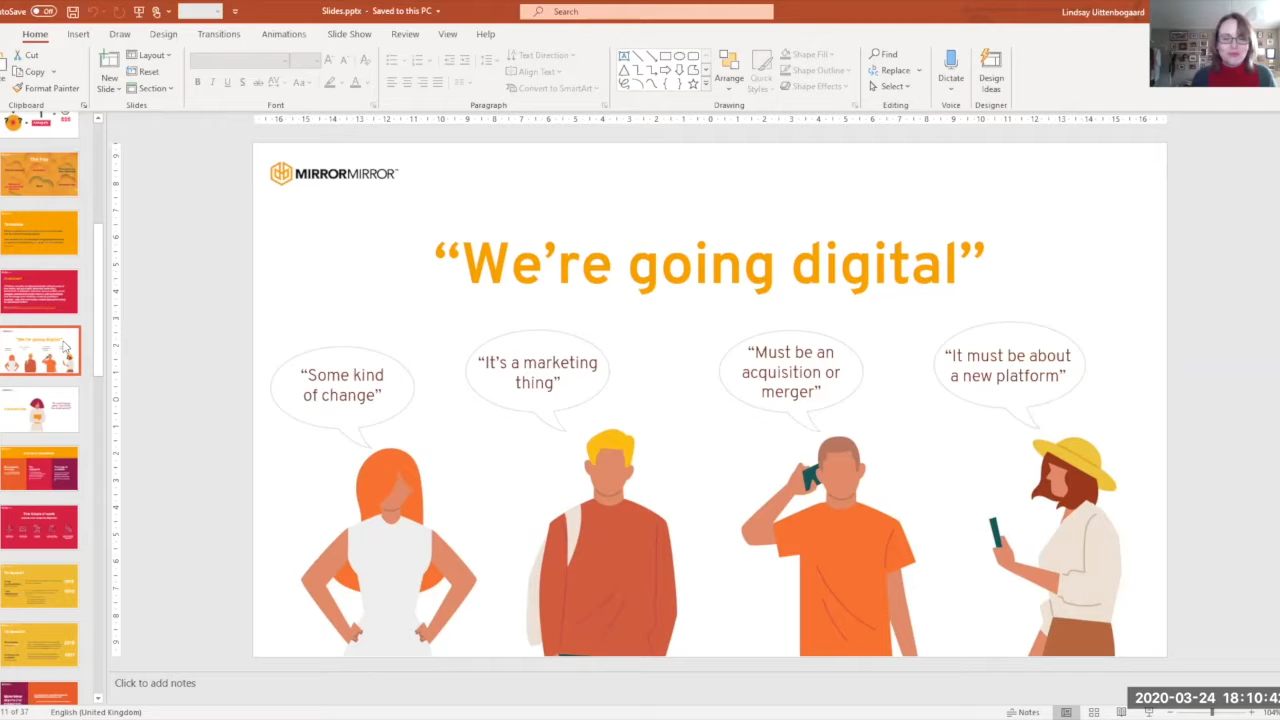 AutoSave Off
Slides.pptx - Saved to this PC
Search
Lindsay Uittenbogaard
Home Insert Draw Design Transitions Animations Slide Show Review View Help
Cut
Copy
Format Painter
Clipboard
New
Slide
Layout
Reset
Section
Slides
Font
Text Direction
Align Text
Convert to SmartArt
Paragraph
Arrange
Quick
Styles
Shape Fill
Shape Outline
Shape Effects
Drawing
Find
Replace
Select
Editing
Dictate
Voice
Design
Ideas
Designer
MIRRORMIRROR™
“We’re going digital”
“Some kind
of change”
“It’s a marketing
thing”
“Must be an
acquisition or
merger”
“It must be about
a new platform”
Click to add notes
2020-03-24 18:10:4
11 of 37
English (United Kingdom)
Notes
104%